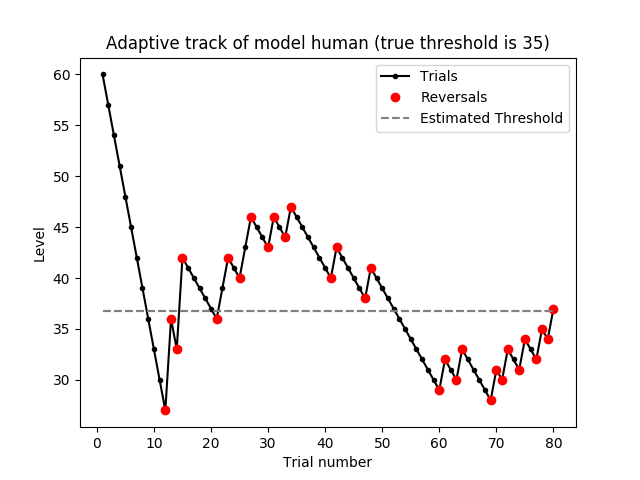 Adaptive track of model human (true threshold is 35)
Trials
Reversals
Estimated Threshold
60
55
50
45
40
35
30
Level
0
10
20
30
40
50
60
70
80
Trial number